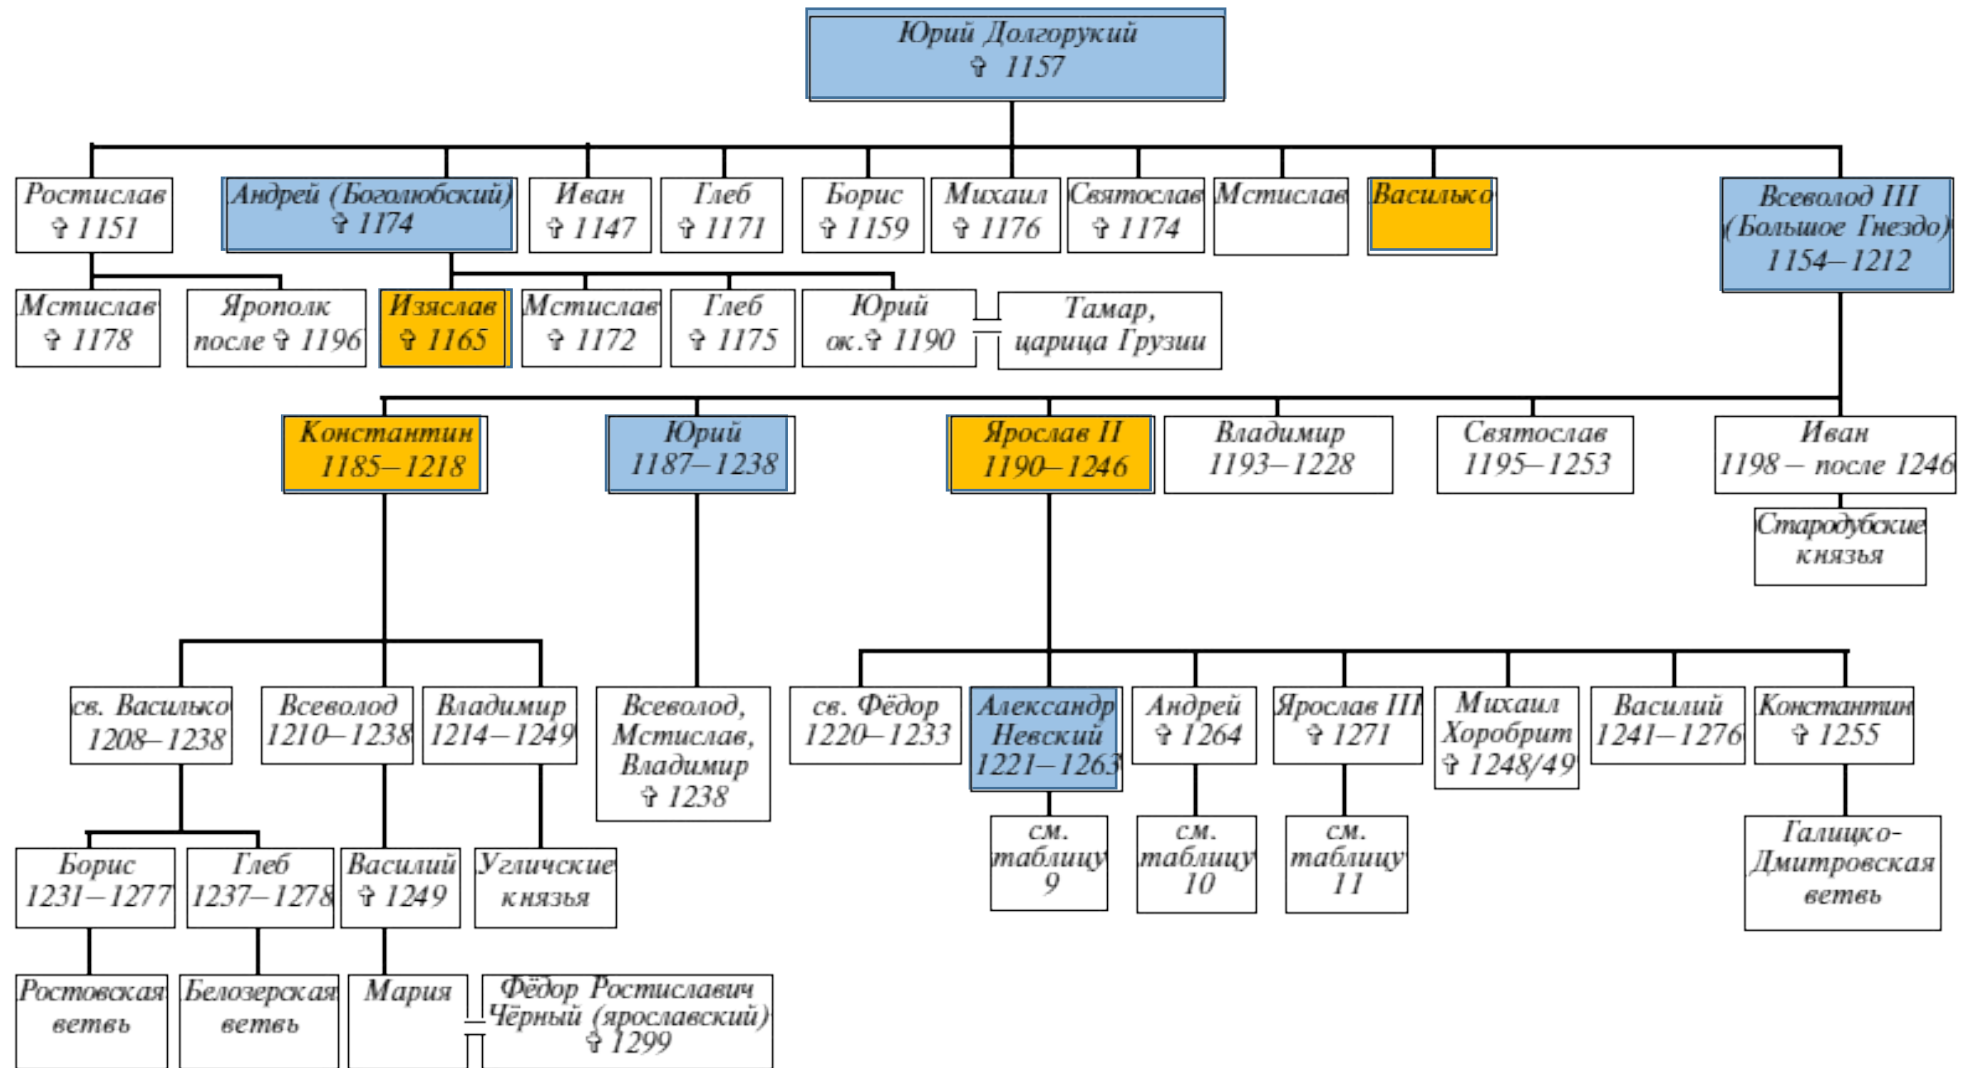 Юрий Долгорукий
✞ 1157
Ростислав
✞ 1151
Андрей (Боголюбский)
✞ 1174
Иван
✞ 1147
Глеб
✞ 1171
Борис
✞ 1159
Михаил
✞ 1176
Святослав
✞ 1174
Мстислав
Василько
Всеволод III
(Большое Гнездо)
1154–1212
Мстислав
✞ 1178
Ярополк
после ✞ 1196
Изяслав
✞ 1165
Мстислав
✞ 1172
Глеб
✞ 1175
Юрий
ок.✞ 1190
Тамар,
царица Грузии
Константин
1185–1218
Юрий
1187–1238
Ярослав II
1190–1246
Владимир
1193–1228
Святослав
1195–1253
Иван
1198 – после 1246
Стародубские
князья
св. Василько
1208–1238
Всеволод
1210–1238
Владимир
1214–1249
Всеволод,
Мстислав,
Владимир
✞ 1238
св. Фёдор
1220–1233
Александр
Невский
1221–1263
Андрей
✞ 1264
Ярослав III
✞ 1271
Михаил
Хоробрит
✞ 1248/49
Василий
1241–1276
Константин
✞ 1255
см.
таблицу
9
см.
таблицу
10
см.
таблицу
11
Галицко-
Дмитровская
ветвь
Борис
1231–1277
Глеб
1237–1278
Василий
✞ 1249
Угличские
князья
Ростовская
ветвь
Белозерская
ветвь
Мария
Фёдор Ростиславич
Чёрный (ярославский)
✞ 1299